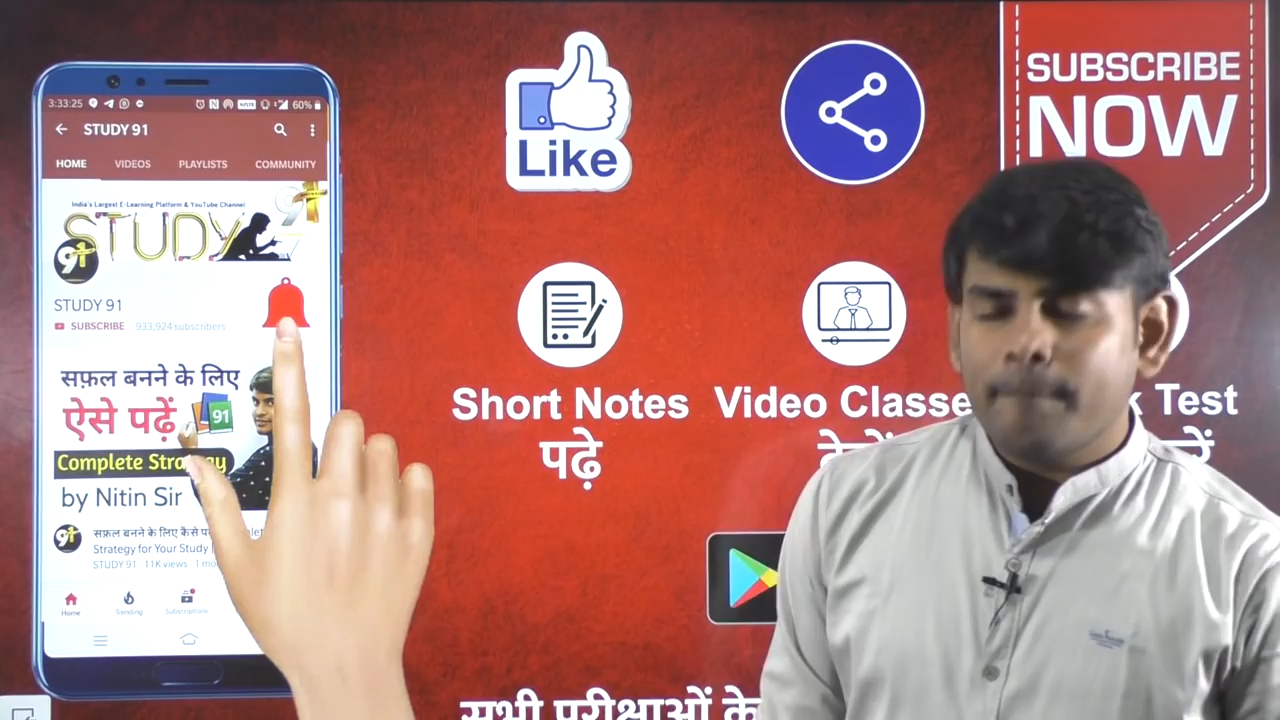 SUBSCRIBE
NOW
Like
3:33:25
60%
STUDY 91
HOME VIDEOS PLAYLISTS COMMUNITY
India's Largest E-Learning Platform & YouTube Channel
STUDY
91
91
STUDY 91
SUBSCRIBE 933,924 subscribers
सफ़ल बनने के लिए
ऐसे पढ़ें
91
Complete
by Nitin Sir
91
सफ़ल बनने के लिए कैसे
Strategy for Your Study
STUDY 91 11K views
Home Trending Subscriptions
Short Notes
पढ़े
Video Classe
Test
सभी परीक्षाओं के